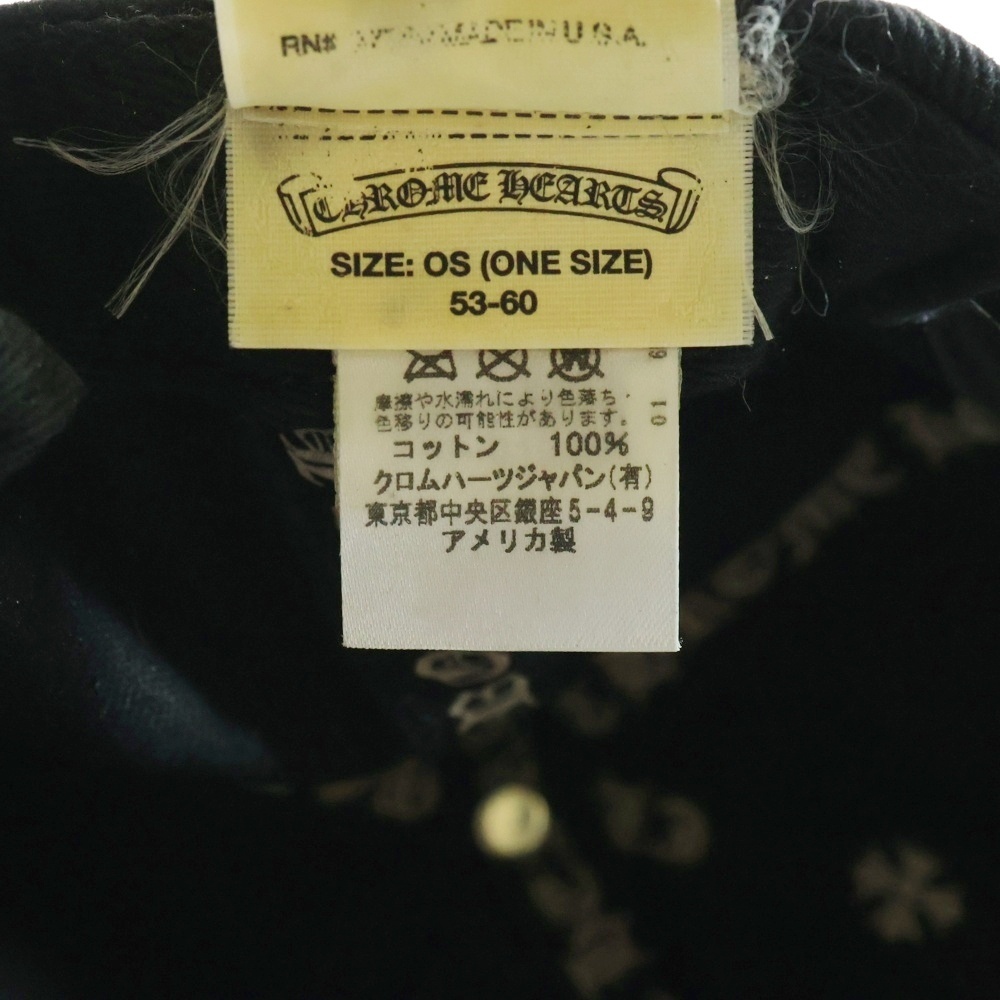 RN# MADE IN U.S.A.
CHROME HEARTS
SIZE: OS (ONE SIZE)
53-60
摩擦や水濡れにより色落ち・
色移りの可能性があります。
コットン 100%
クロムハーツジャパン(有)
東京都中央区銀座5-4-9
アメリカ製
01